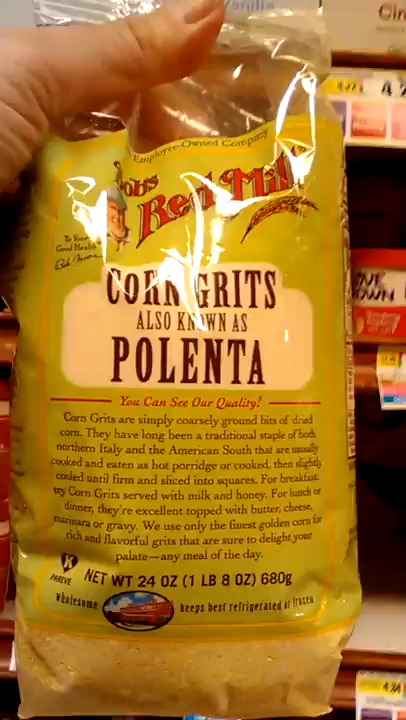 Vanilla
Gin
4.27
Employee-Owned Company
Bob's
Red Mill
To Your
Good Health
CORN GRITS
ALSO KNOWN AS
POLENTA
You Can See Our Quality!
Corn Grits are simply coarsely ground bits of dried
corn. They have long been a traditional staple of both
northern Italy and the American South that are usually
cooked and eaten as hot porridge or cooked, then slightly
cooled until firm and sliced into squares. For breakfast,
try Corn Grits served with milk and honey. For lunch or
dinner, they're excellent topped with butter, cheese,
marinara or gravy. We use only the finest golden corn for
rich and flavorful grits that are sure to delight your
palate—any meal of the day.
K
PAREVE
NET WT 24 OZ (1 LB 8 OZ) 680g
Wholesome keeps best refrigerated or frozen
OWN
4.84